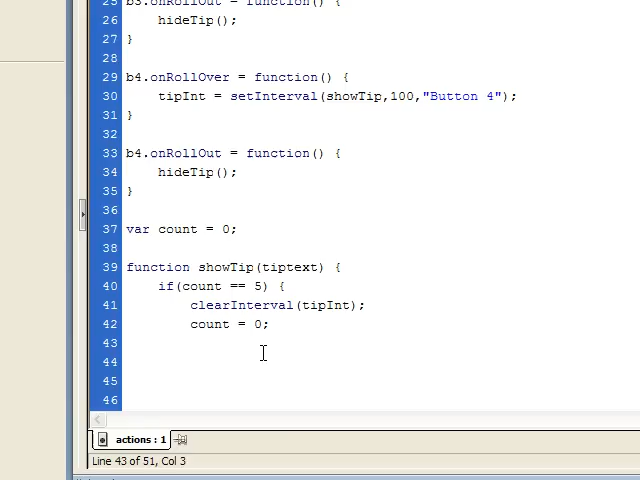 25 b3.onRollOut = function() {
26 hideTip();
27 }
28
29 b4.onRollOver = function() {
30 tipInt = setInterval(showTip,100,"Button 4");
31 }
32
33 b4.onRollOut = function() {
34 hideTip();
35 }
36
37 var count = 0;
38
39 function showTip(tiptext) {
40 if(count == 5) {
41 clearInterval(tipInt);
42 count = 0;
43
44
45
46
actions : 1
Line 43 of 51, Col 3